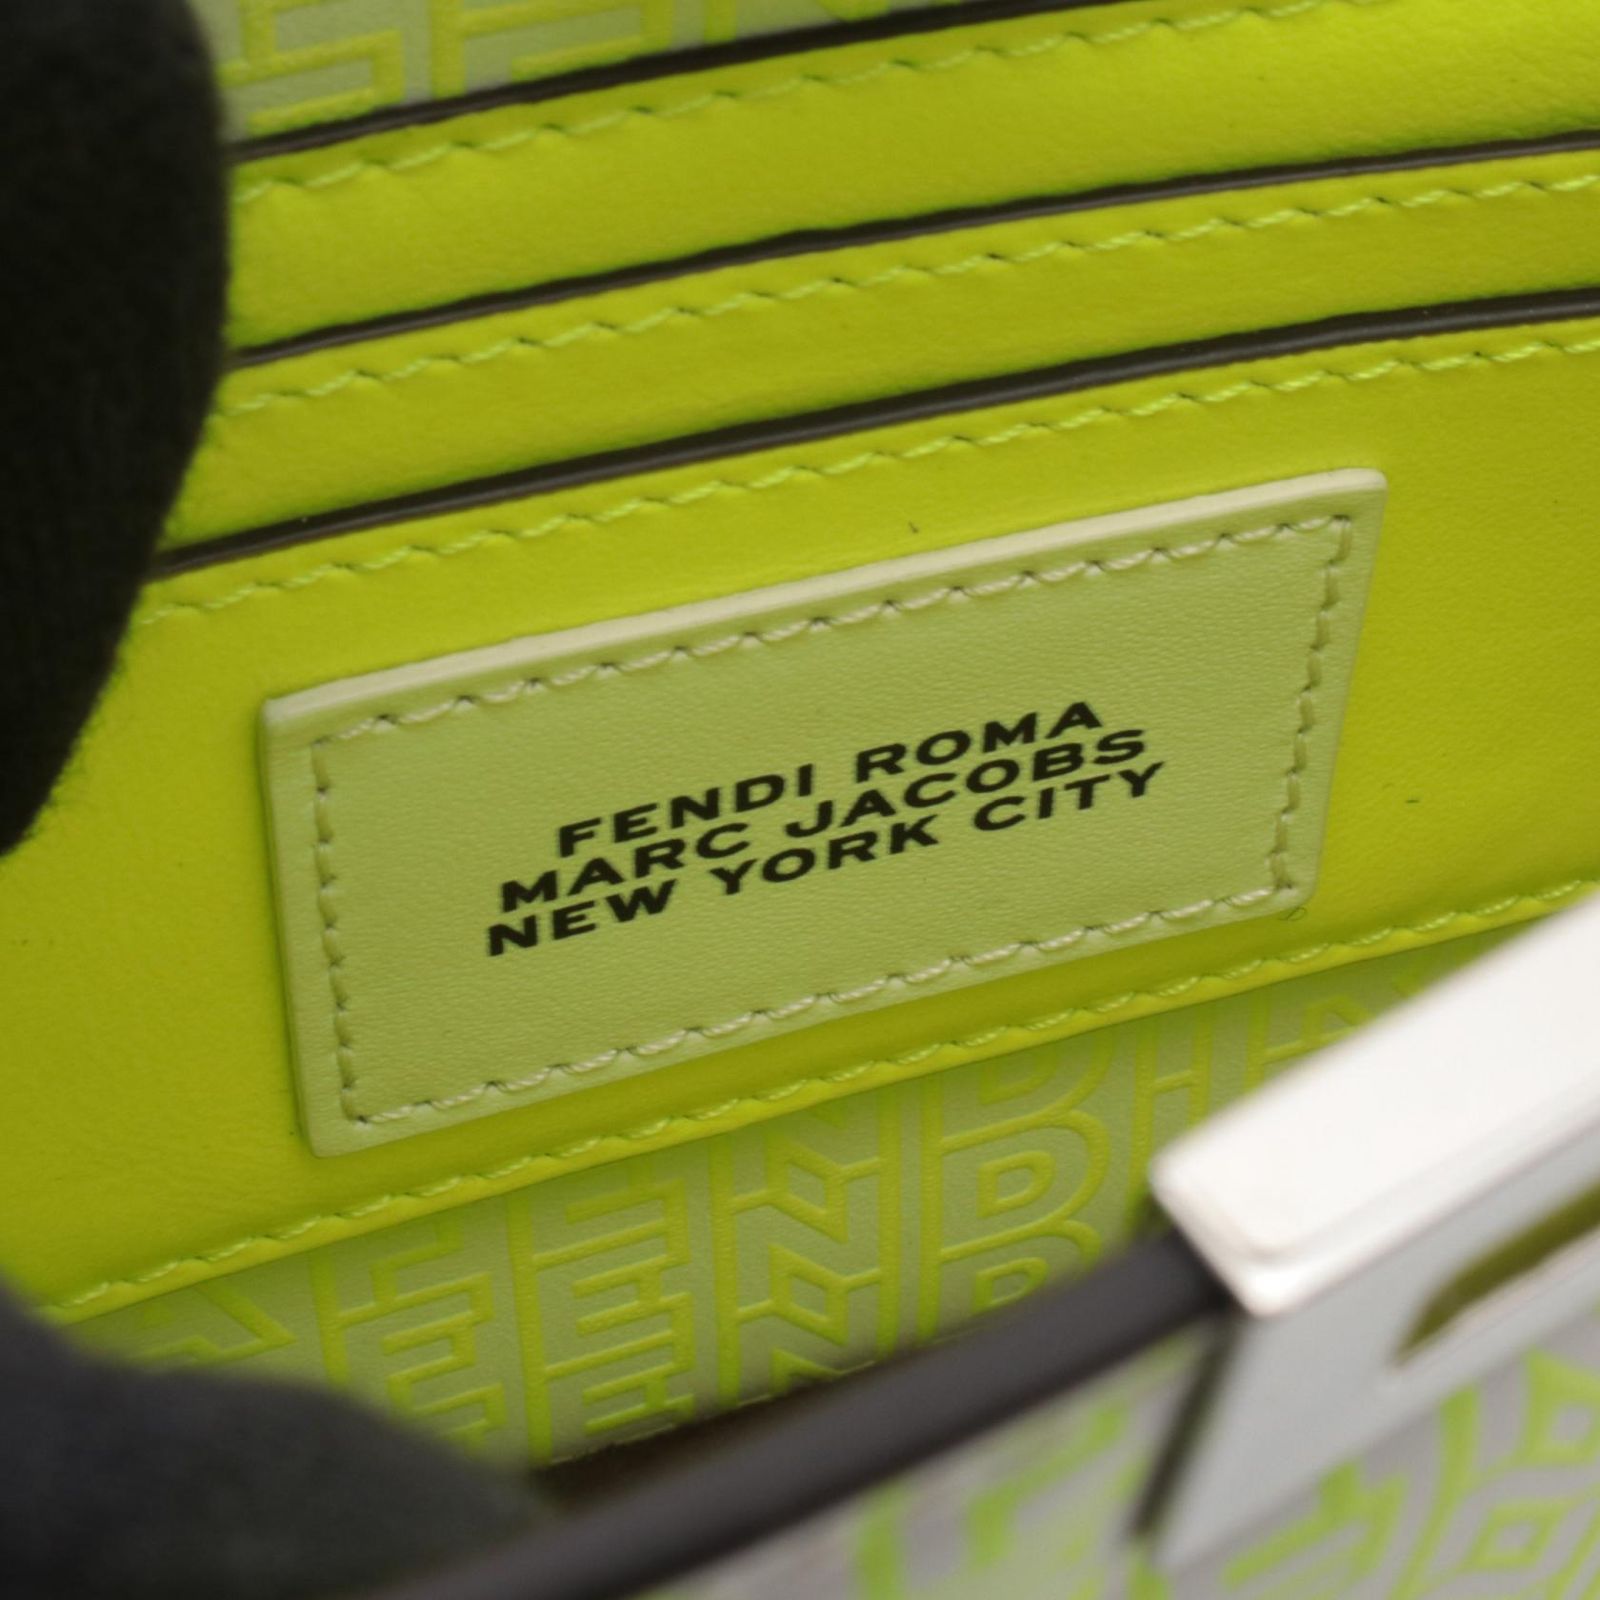 FENDI ROMA
MARC JACOBS
NEW YORK CITY